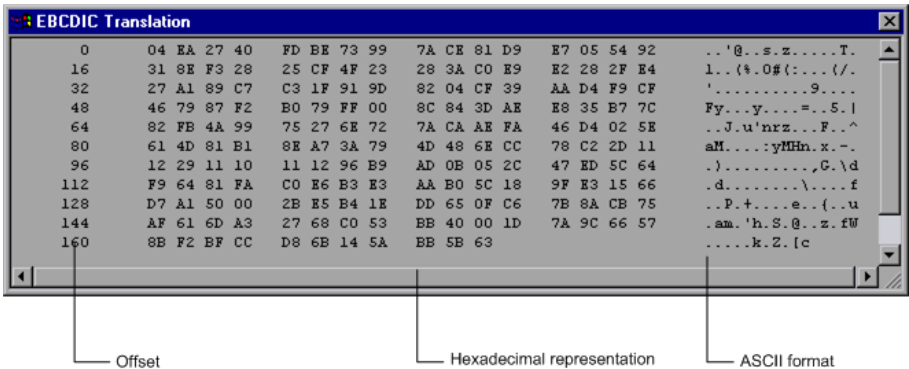 EBCDIC Translation
0 04 EA 27 40 FD BE 73 99 7A CE 81 D9 E7 05 54 92 ..'@..s.z.....T.
16 31 8E F3 28 25 CF 4F 23 28 3A C0 E9 E2 28 2F E4 1..(%.O#(:...(/.
32 27 A1 89 C7 C3 1F 91 9D 82 04 CF 39 AA D4 F9 CF '..........9....
48 46 79 87 F2 B0 79 FF 00 8C 84 3D AE E8 35 B7 7C Fy...y....=..5.|
64 82 FB 4A 99 75 27 6E 72 7A CA AE FA 46 D4 02 5E ..J.u'nrz...F..^
80 61 4D 81 B1 8E A7 3A 79 4D 48 6E CC 78 C2 2D 11 aM....:yMHn.x.-.
96 12 29 11 10 11 12 96 B9 AD 0B 05 2C 47 ED 5C 64 .).........,G.\d
112 F9 64 81 FA C0 E6 B3 E3 AA B0 5C 18 9F E3 15 66 .d........\....f
128 D7 A1 50 00 2B E5 B4 1E DD 65 0F C6 7B 8A CB 75 ..P.+....e..{..u
144 AF 61 6D A3 27 68 C0 53 BB 40 00 1D 7A 9C 66 57 .am.'h.S.@..z.fW
160 8B F2 BF CC D8 6B 14 5A BB 5B 63 .....k.Z.[c
Offset Hexadecimal representation ASCII format